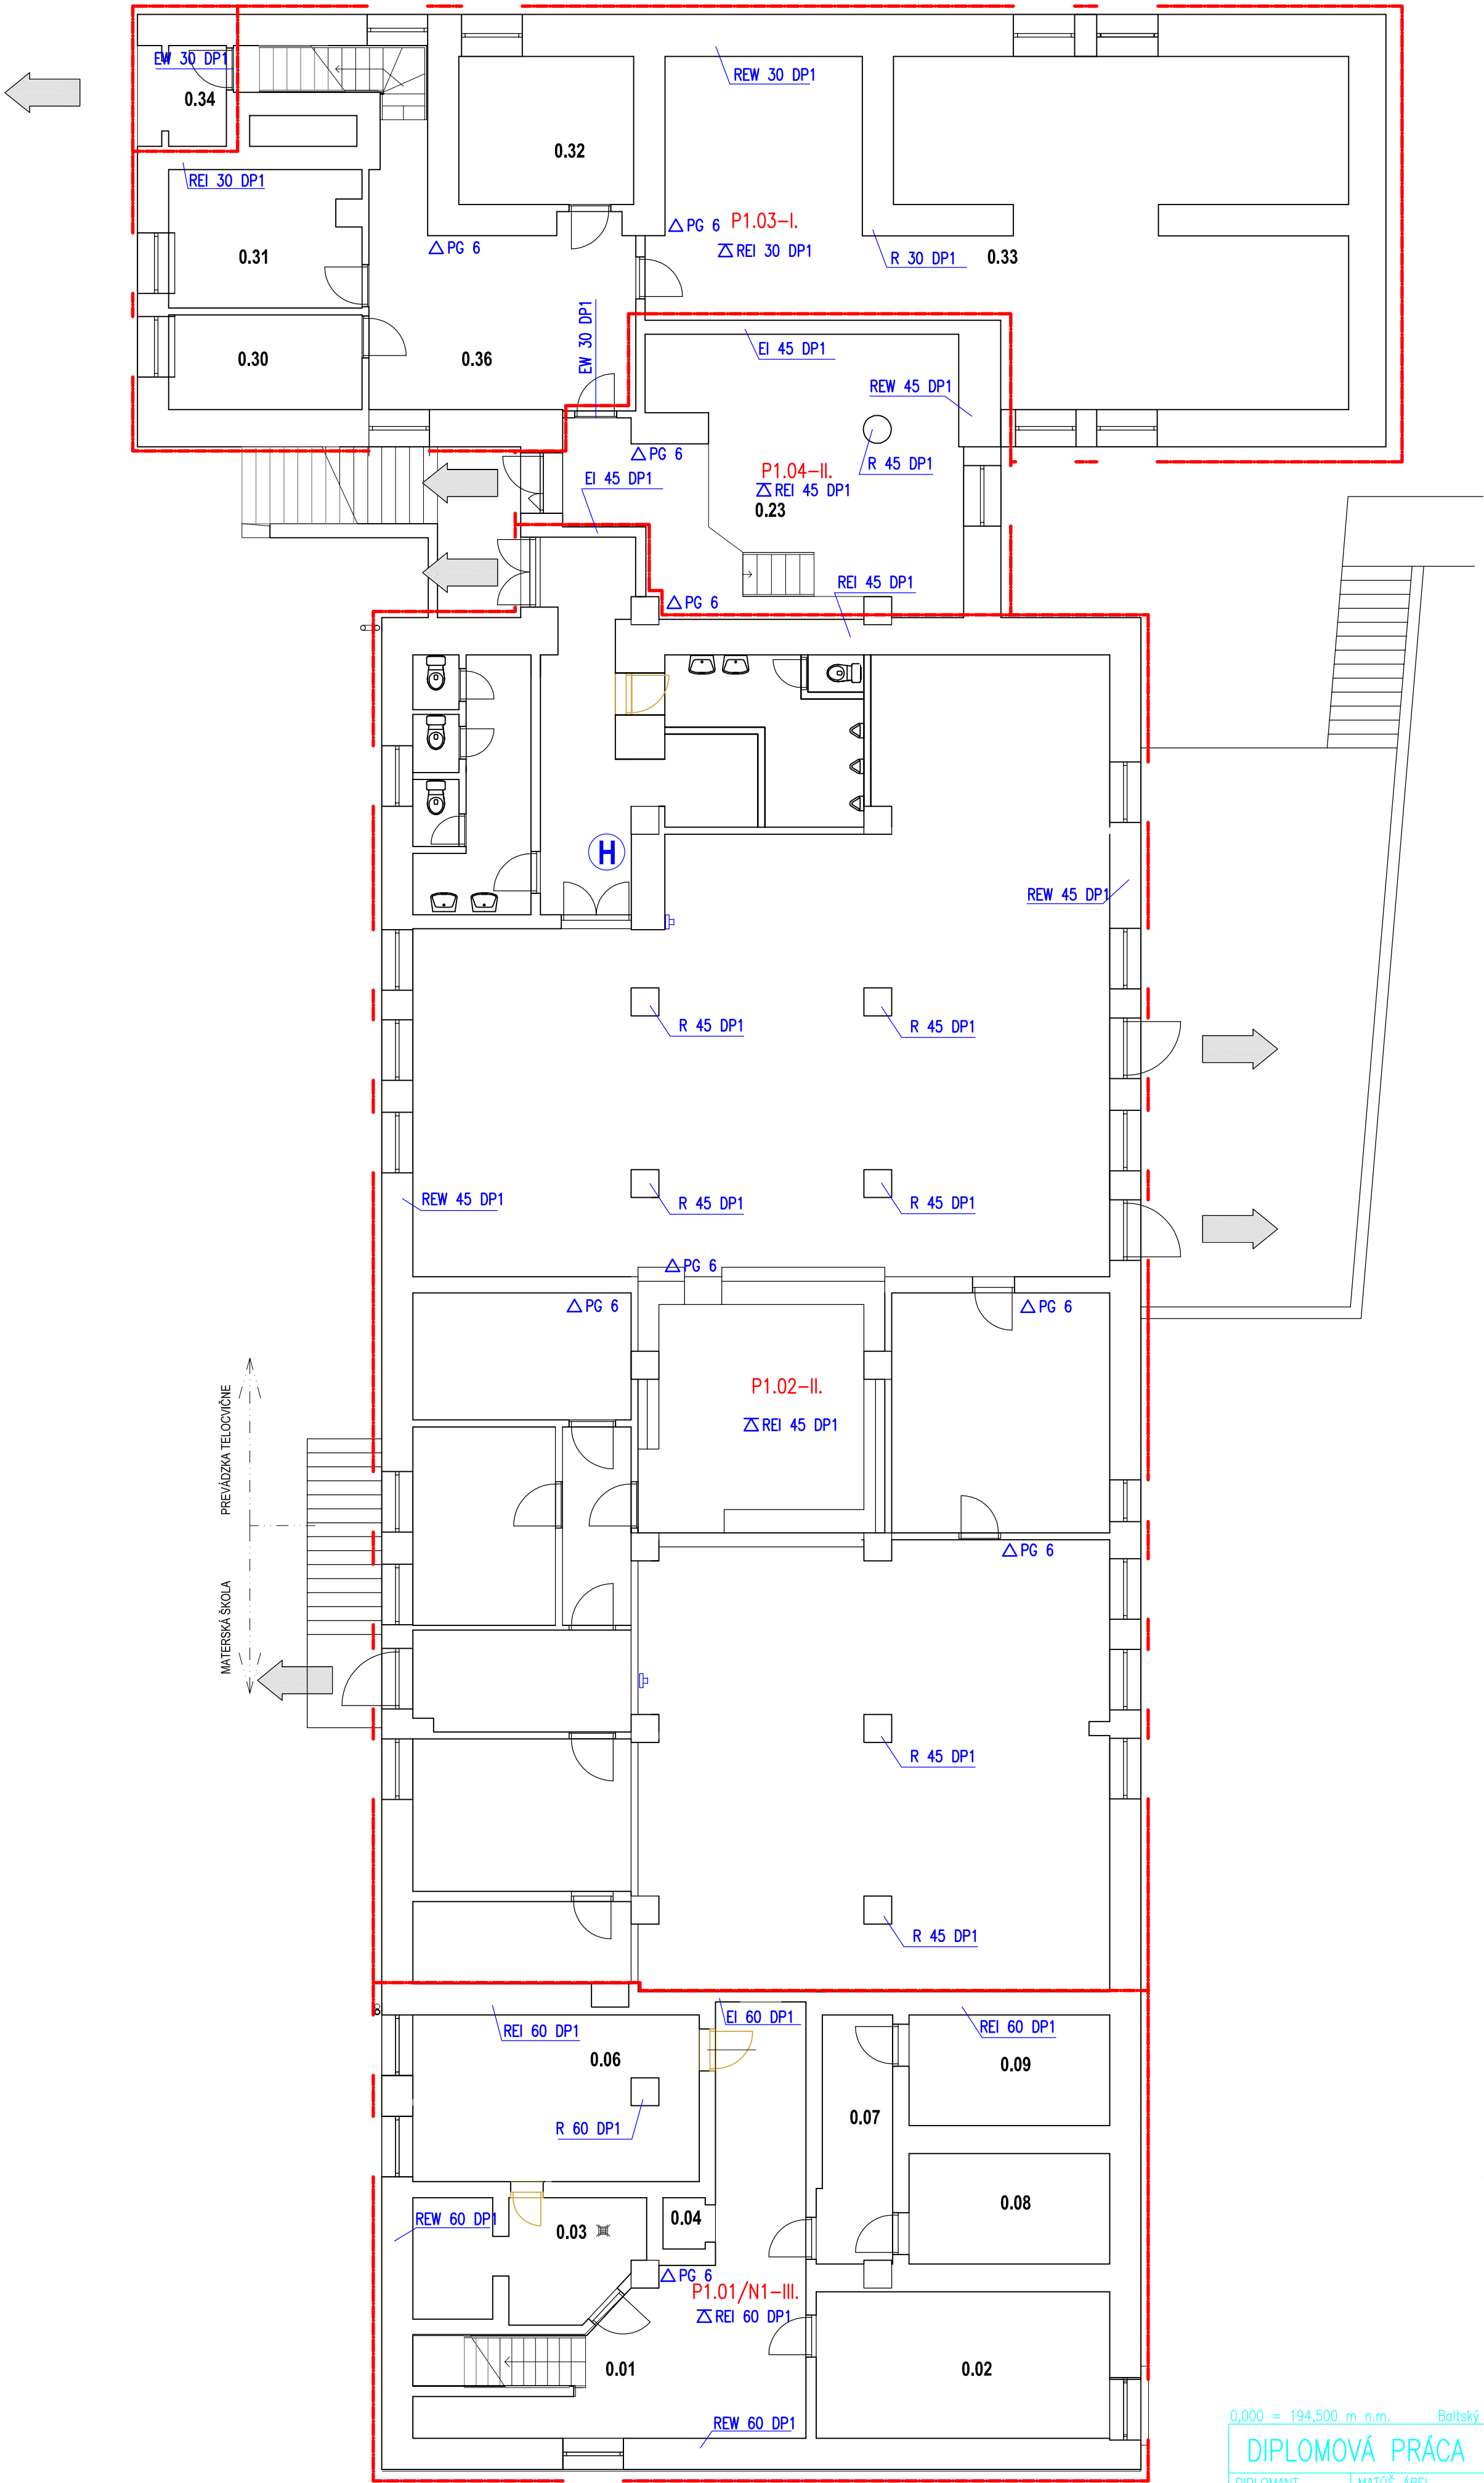 EW 30 DP1
0.34
REW 30 DP1
0.32
REI 30 DP1
PG 6
P1.03-I.
PG 6
REI 30 DP1
0.31
R 30 DP1
0.33
EW 30 DP1
EI 45 DP1
0.30
0.36
REW 45 DP1
PG 6
P1.04-II.
R 45 DP1
EI 45 DP1
REI 45 DP1
0.23
REI 45 DP1
PG 6
H
REW 45 DP1
R 45 DP1
R 45 DP1
REW 45 DP1
R 45 DP1
R 45 DP1
PG 6
PG 6
PG 6
P1.02-II.
REI 45 DP1
PREVÁDZKA TELOCVIČNE
MATERSKÁ ŠKOLA
PG 6
R 45 DP1
R 45 DP1
EI 60 DP1
REI 60 DP1
REI 60 DP1
0.06
0.09
0.07
R 60 DP1
0.08
REW 60 DP1
0.03
0.04
PG 6
P1.01/N1-III.
REI 60 DP1
0.01
0.02
REW 60 DP1
0,000 = 194,500 m n.m. Baltský
DIPLOMOVÁ PRÁCA
DIPLOMANT MATÚŠ ÁBEL